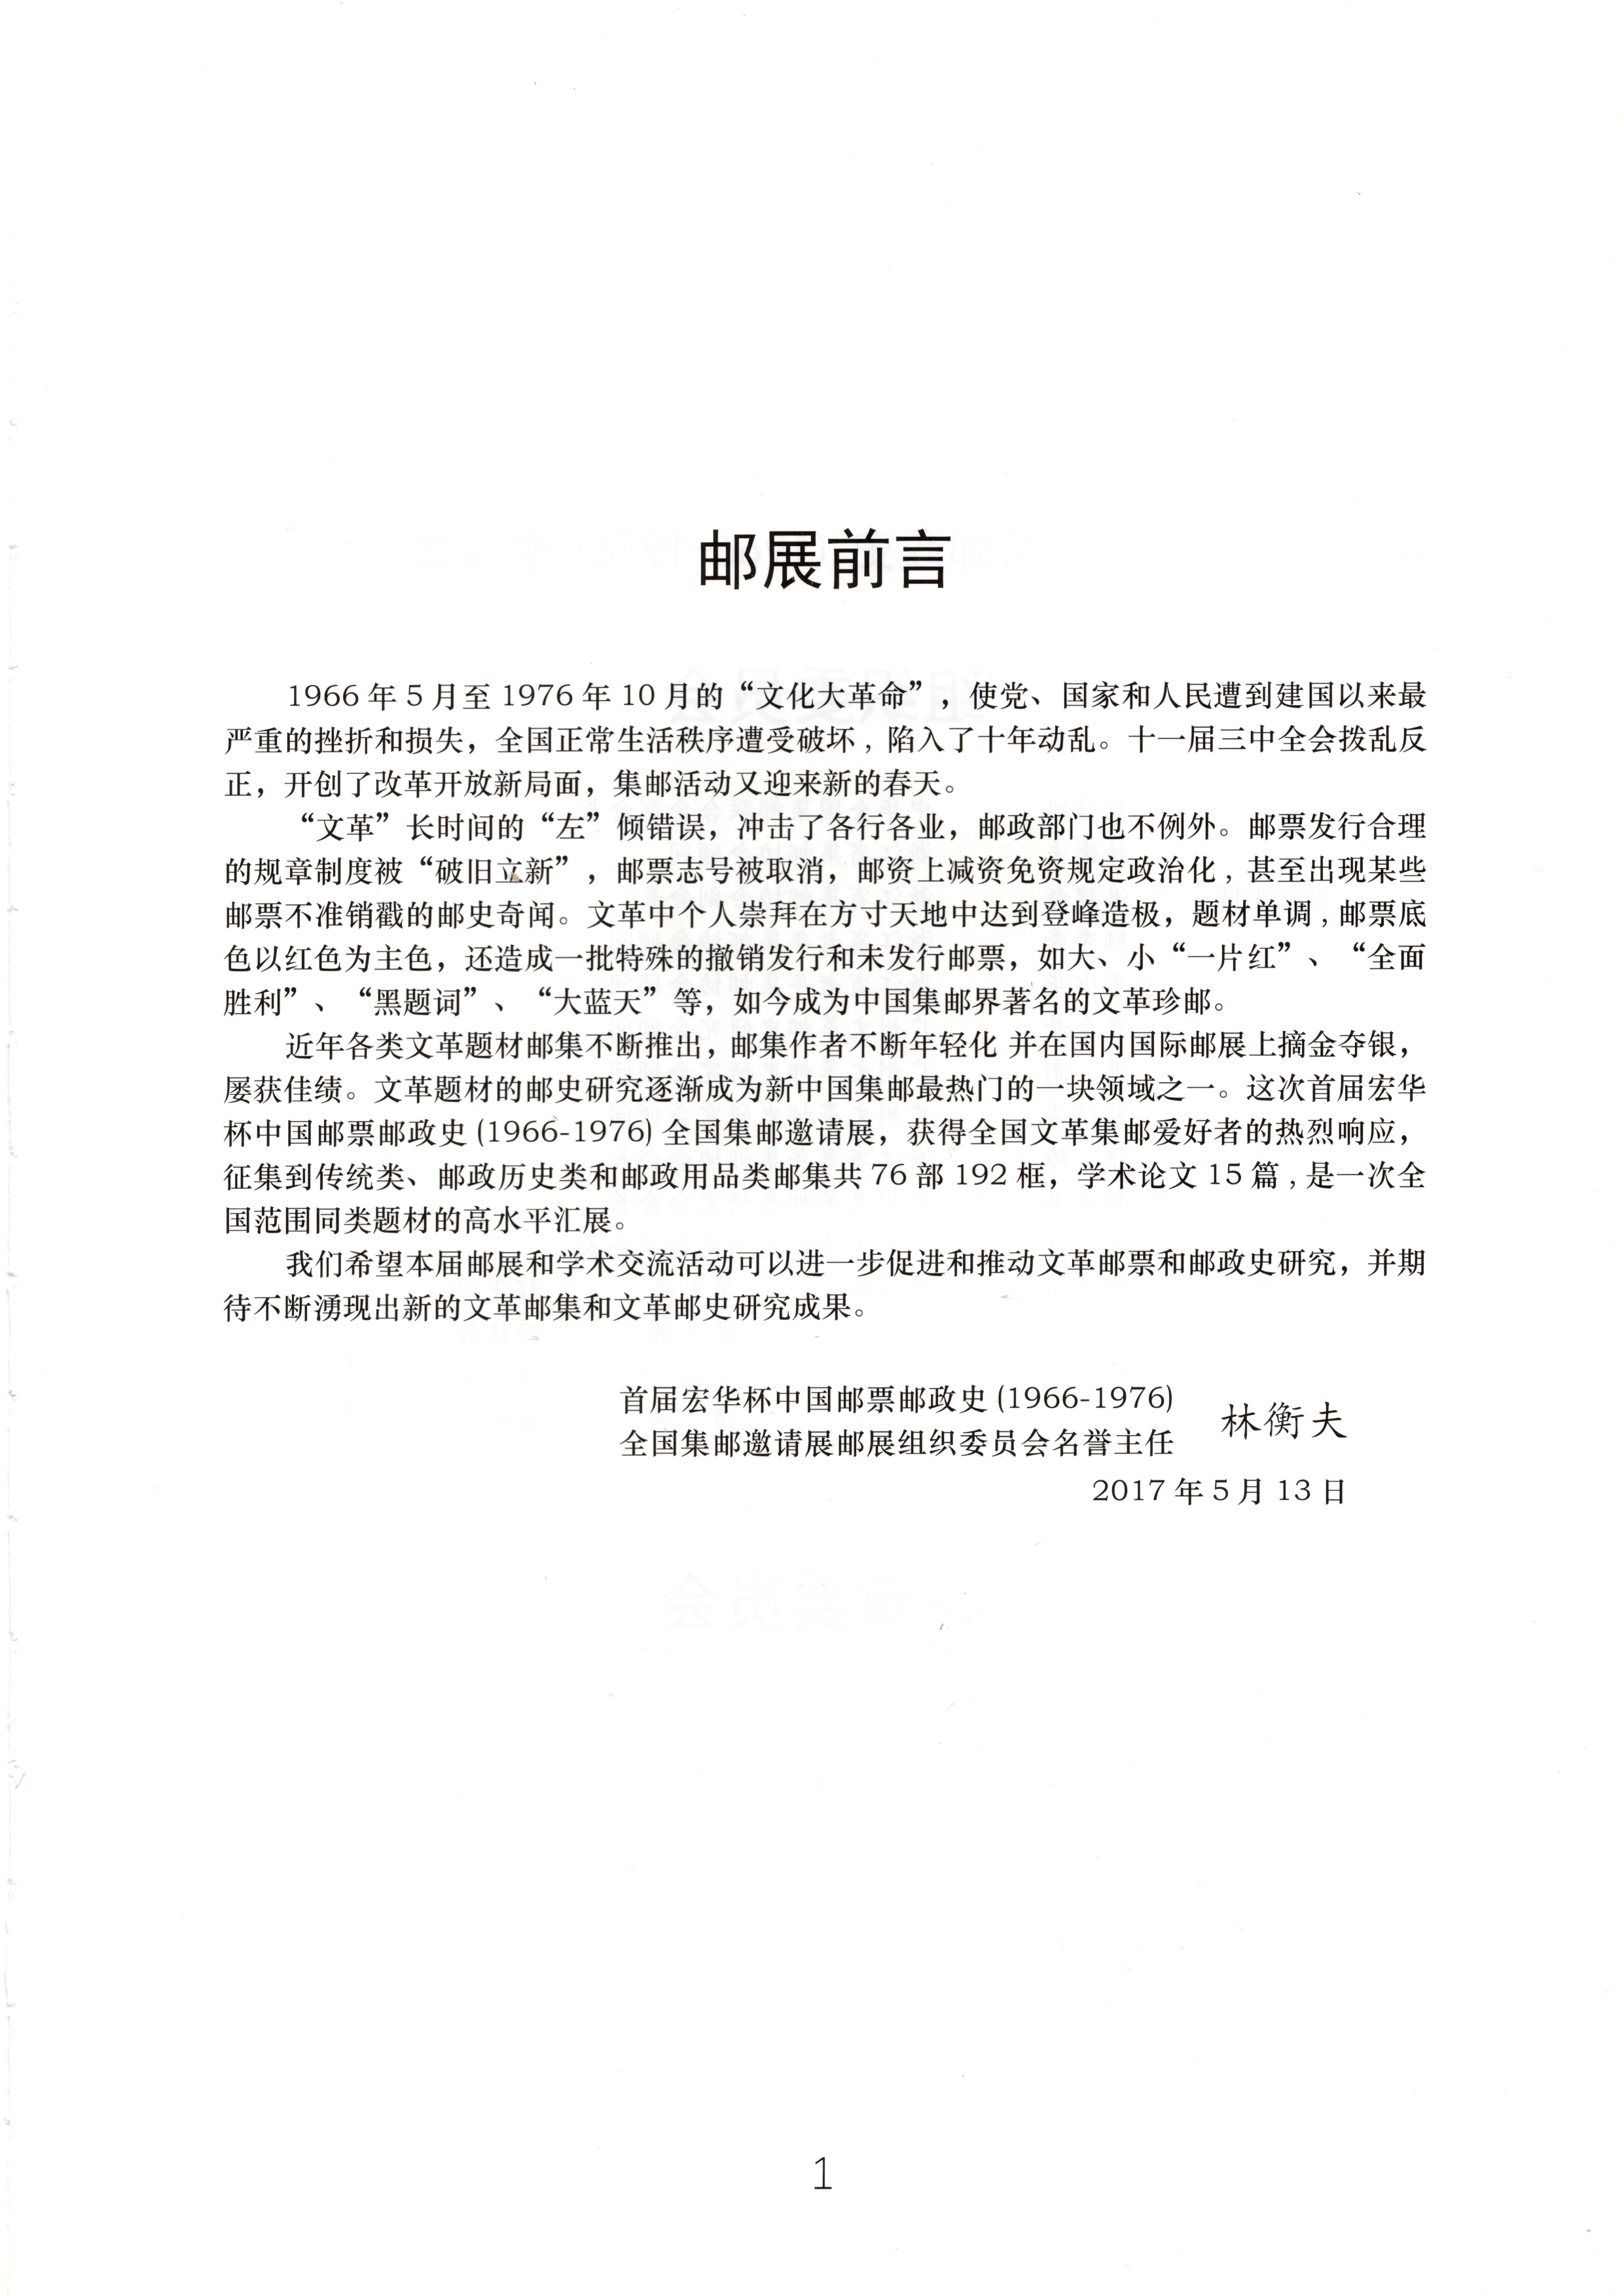 邮展前言
1966 年 5 月至 1976 年 10 月的“文化大革命”，使党、国家和人民遭到建国以来最
严重的挫折和损失，全国正常生活秩序遭受破坏，陷入了十年动乱。十一届三中全会拨乱反
正，开创了改革开放新局面，集邮活动又迎来新的春天。
“文革”长时间的“左”倾错误，冲击了各行各业，邮政部门也不例外。邮票发行合理
的规章制度被“破旧立新”，邮票志号被取消，邮资上减资免资规定政治化，甚至出现某些
邮票不准销戳的邮史奇闻。文革中个人崇拜在方寸天地中达到登峰造极，题材单调，邮票底
色以红色为主色，还造成一批特殊的撤销发行和未发行邮票，如大、小“一片红”、“全面
胜利”、“黑题词”、“大蓝天”等，如今成为中国集邮界著名的文革珍邮。
近年各类文革题材邮集不断推出，邮集作者不断年轻化 并在国内国际邮展上摘金夺银，
屡获佳绩。文革题材的邮史研究逐渐成为新中国集邮最热门的一块领域之一。这次首届宏华
杯中国邮票邮政史 (1966-1976) 全国集邮邀请展，获得全国文革集邮爱好者的热烈响应，
征集到传统类、邮政历史类和邮政用品类邮集共 76 部 192 框，学术论文 15 篇，是一次全
国范围同类题材的高水平汇展。
我们希望本届邮展和学术交流活动可以进一步促进和推动文革邮票和邮政史研究，并期
待不断湧现出新的文革邮集和文革邮史研究成果。
首届宏华杯中国邮票邮政史 (1966-1976)
全国集邮邀请展邮展组织委员会名誉主任 林衡夫
2017 年 5 月 13 日
1